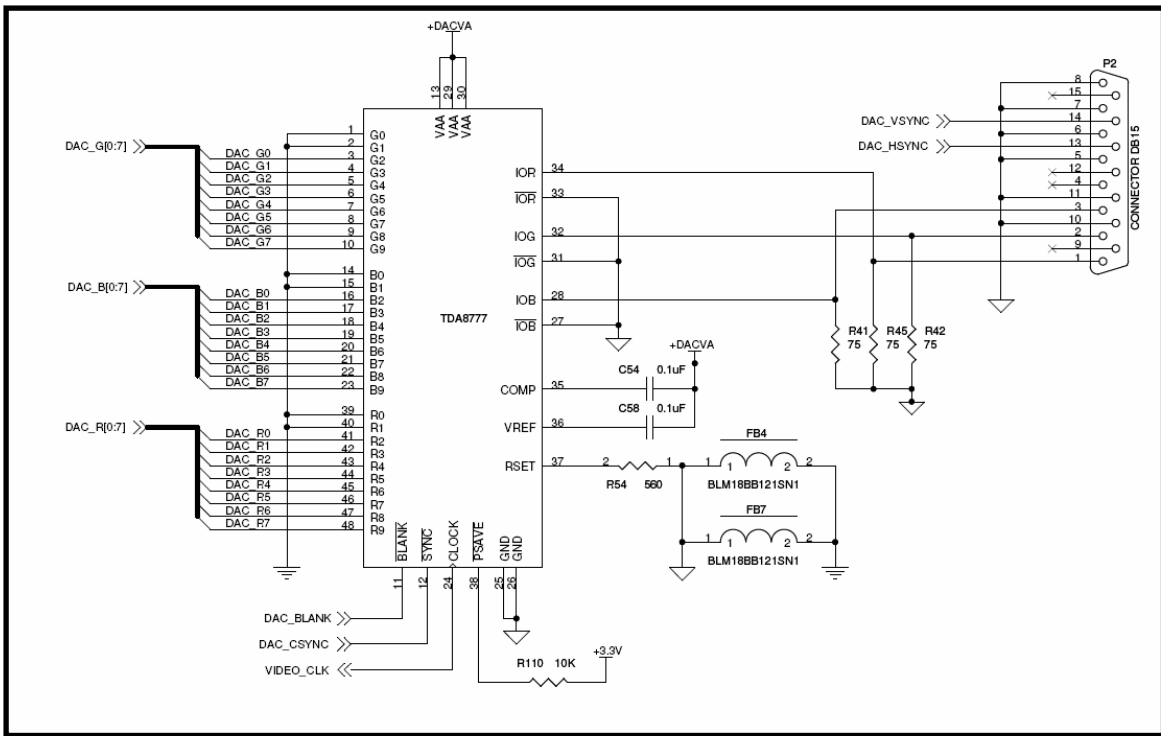 +DACVA
13 29 30
VAA VAA VAA
DAC_G[0:7]
1 G0
2 G1
DAC_G0 3 G2
DAC_G1 4 G3
DAC_G2 5 G4
DAC_G3 6 G5
DAC_G4 7 G6
DAC_G5 8 G7
DAC_G6 9 G8
DAC_G7 10 G9
DAC_B[0:7]
14 B0
15 B1
DAC_B0 16 B2
DAC_B1 17 B3
DAC_B2 18 B4
DAC_B3 19 B5
DAC_B4 20 B6
DAC_B5 21 B7
DAC_B6 22 B8
DAC_B7 23 B9
DAC_R[0:7]
39 R0
40 R1
DAC_R0 41 R2
DAC_R1 42 R3
DAC_R2 43 R4
DAC_R3 44 R5
DAC_R4 45 R6
DAC_R5 46 R7
DAC_R6 47 R8
DAC_R7 48 R9
TDA8777
IOR 34
IOR 33
IOG 32
IOG 31
IOB 28
IOB 27
COMP 35
VREF 36
RSET 37
BLANK SYNC CLOCK PSAVE GND GND
11 12 24 38 25 26
DAC_BLANK
DAC_CSYNC
VIDEO_CLK
R110 10K
+3.3V
+DACVA
C54 0.1uF
C58 0.1uF
2 1
R54 560
FB4
1 1 2 2
BLM18BB121SN1
FB7
1 1 2 2
BLM18BB121SN1
R41 R45 R42
75 75 75
DAC_VSYNC
DAC_HSYNC
P2
8
15
7
14
6
13
5
12
4
11
3
10
2
9
1
CONNECTOR DB15